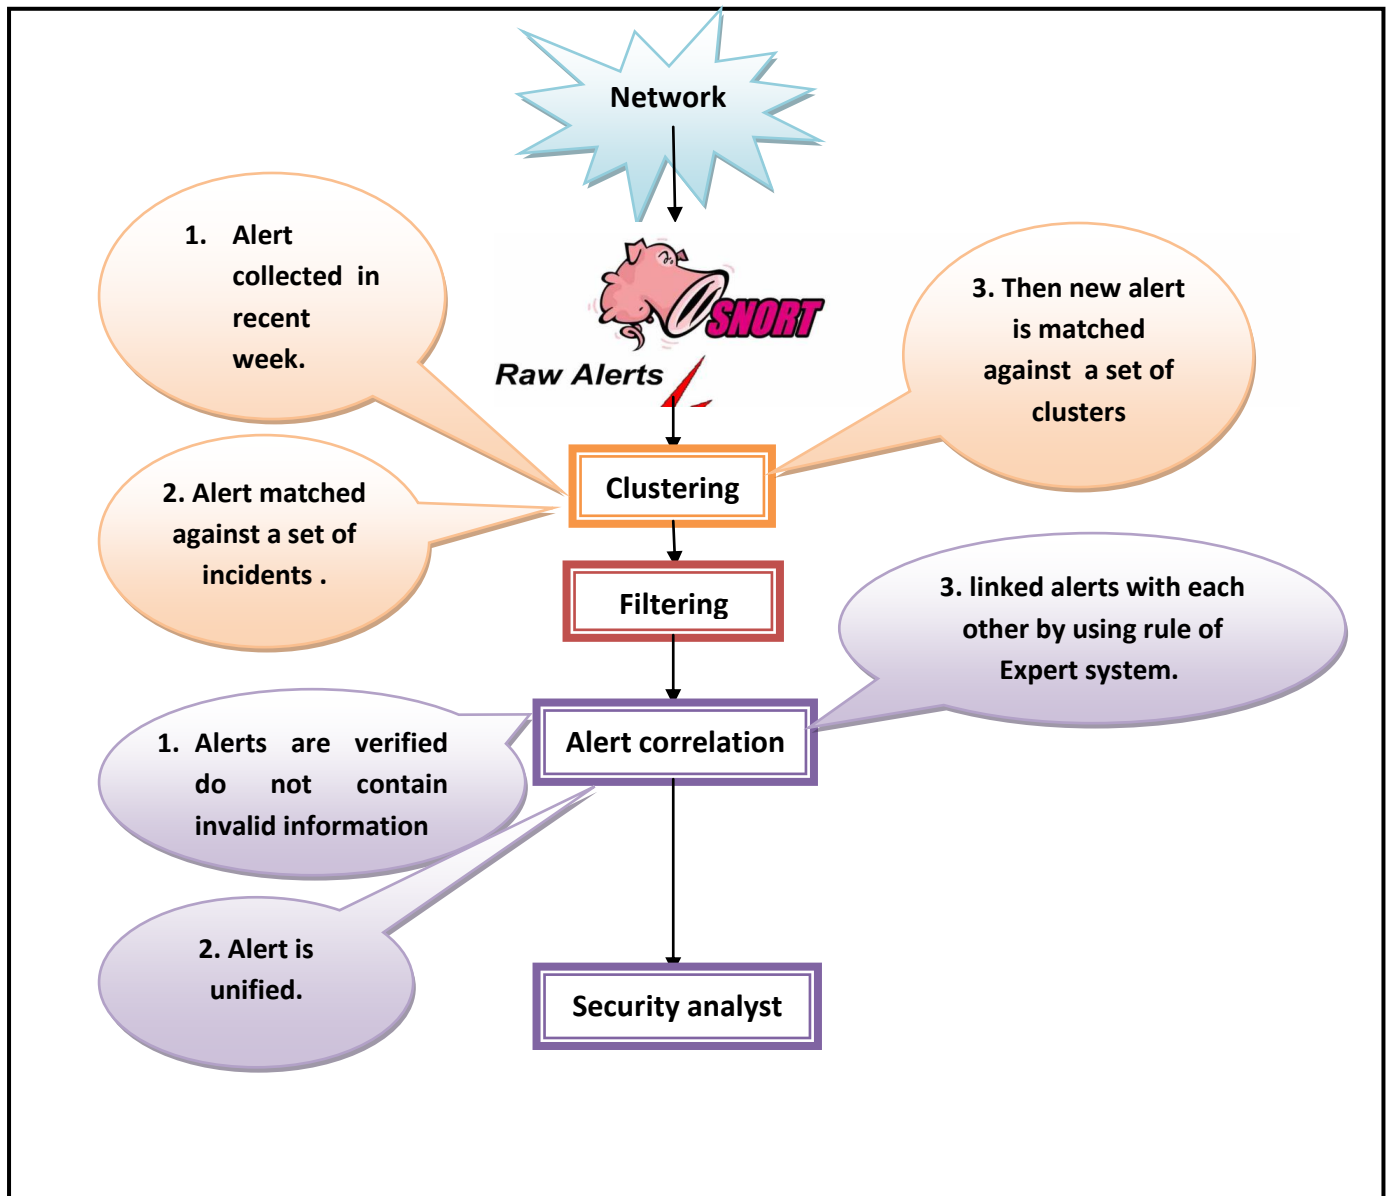 Network
1. Alert
collected in
recent
week.
SNORT
Raw Alerts
3. Then new alert
is matched
against a set of
clusters
Clustering
2. Alert matched
against a set of
incidents .
Filtering
3. linked alerts with each
other by using rule of
Expert system.
Alert correlation
1. Alerts are verified
do not contain
invalid information
2. Alert is
unified.
Security analyst